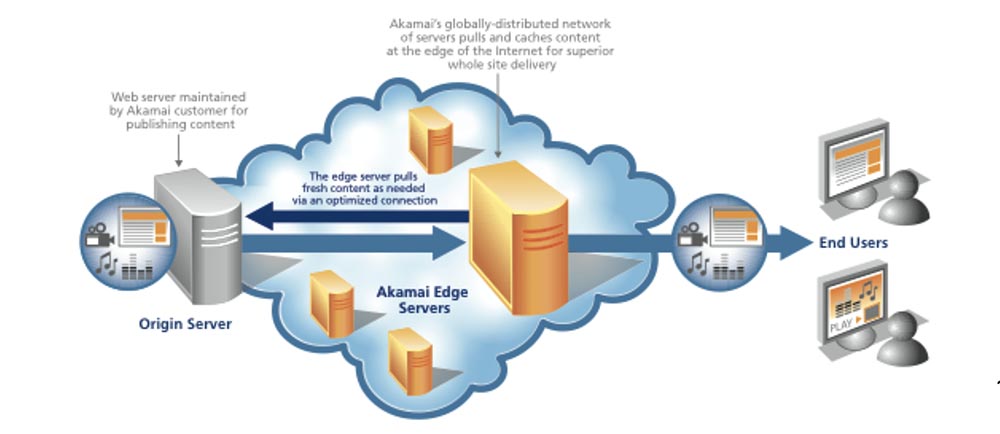 Akamai's globally-distributed network
of servers pulls and caches content
at the edge of the Internet for superior
whole site delivery
Web server maintained
by Akamai customer for
publishing content
The edge server pulls
fresh content as needed
via an optimized connection
End Users
Akamai Edge
Servers
Origin Server
PLAY